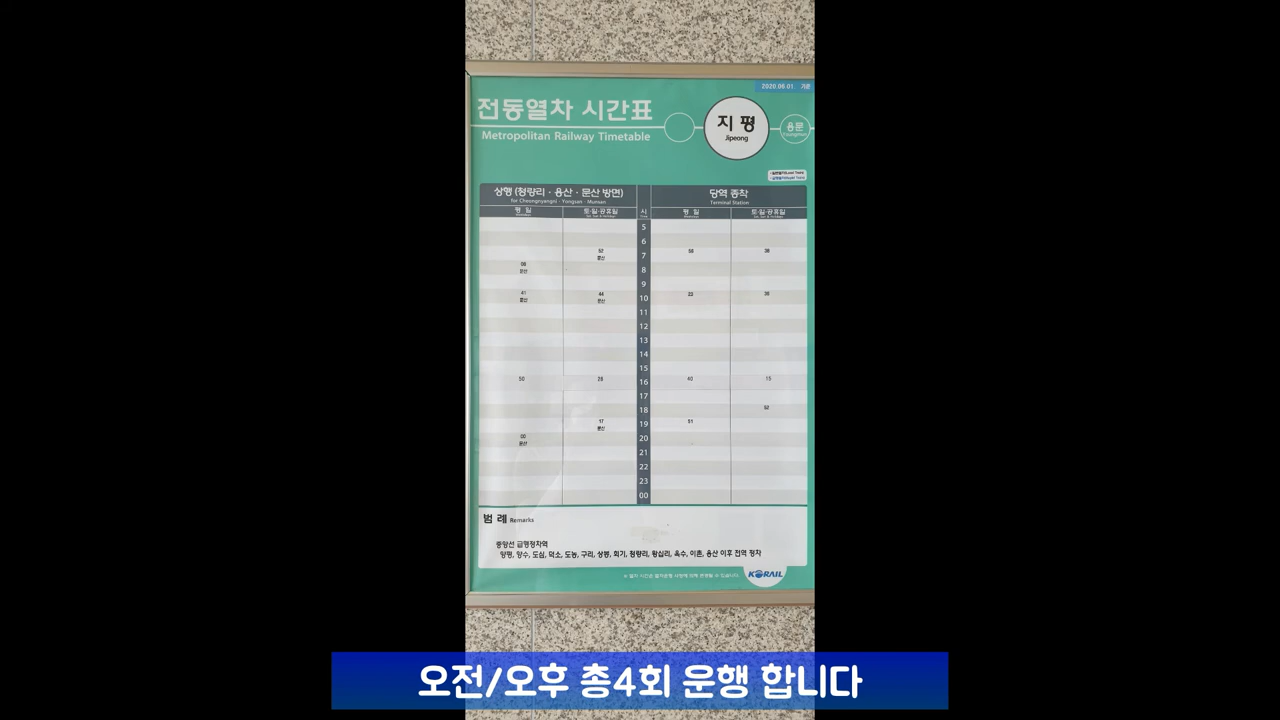 2020.06 01. 기준
전동열차 시간표
Metropolitan Railway Timetable
지 평
Jipeong
용문
상행 (청량리 · 용산 · 문산 방면)
for Cheongnyangni · Yongsan · Munsan
당역 종착
Terminal Station
평 일
토·일·공휴일
시
평 일
토·일·공휴일
5
6
52
문산
7
56
38
문산
8
9
41
문산
44
문산
10
22
11
12
13
14
15
50
28
16
40
15
17
18
52
17
문산
19
51
00
문산
20
21
22
23
00
범 례 Remarks
중앙선 급행정차역
양평, 양수, 도심, 덕소, 도농, 구리, 상봉, 회기, 청량리, 왕십리, 옥수, 이촌, 용산 이후 전역 정차
KORAIL
오전/오후 총4회 운행 합니다